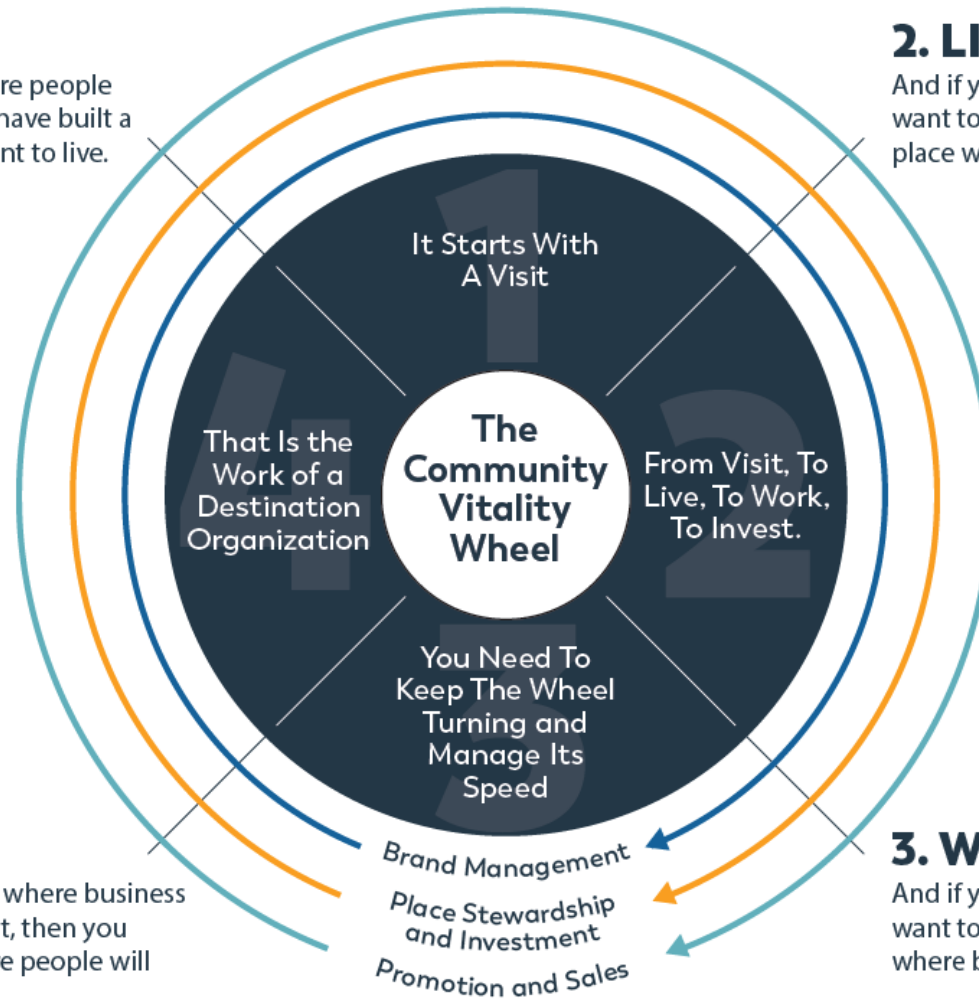 re people
have built a
nt to live.
2. LI
And if y
want to
place w
1
It Starts With
A Visit
The
Community
Vitality
Wheel
2
From Visit, To
Live, To Work,
To Invest.
3
You Need To
Keep The Wheel
Turning and
Manage Its
Speed
4
That Is the
Work of a
Destination
Organization
Brand Management
Place Stewardship
and Investment
Promotion and Sales
3. W
And if y
want to
where b
where business
t, then you
e people will